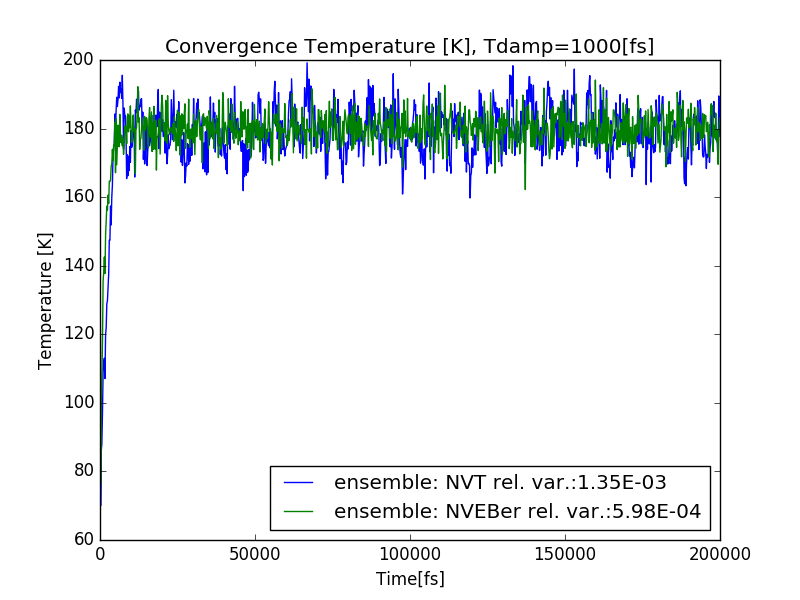 Convergence Temperature [K], Tdamp=1000[fs]
200
180
160
140
120
100
80
60
Temperature [K]
ensemble: NVT rel. var.:1.35E-03
ensemble: NVEBer rel. var.:5.98E-04
0 50000 100000 150000 200000
Time[fs]